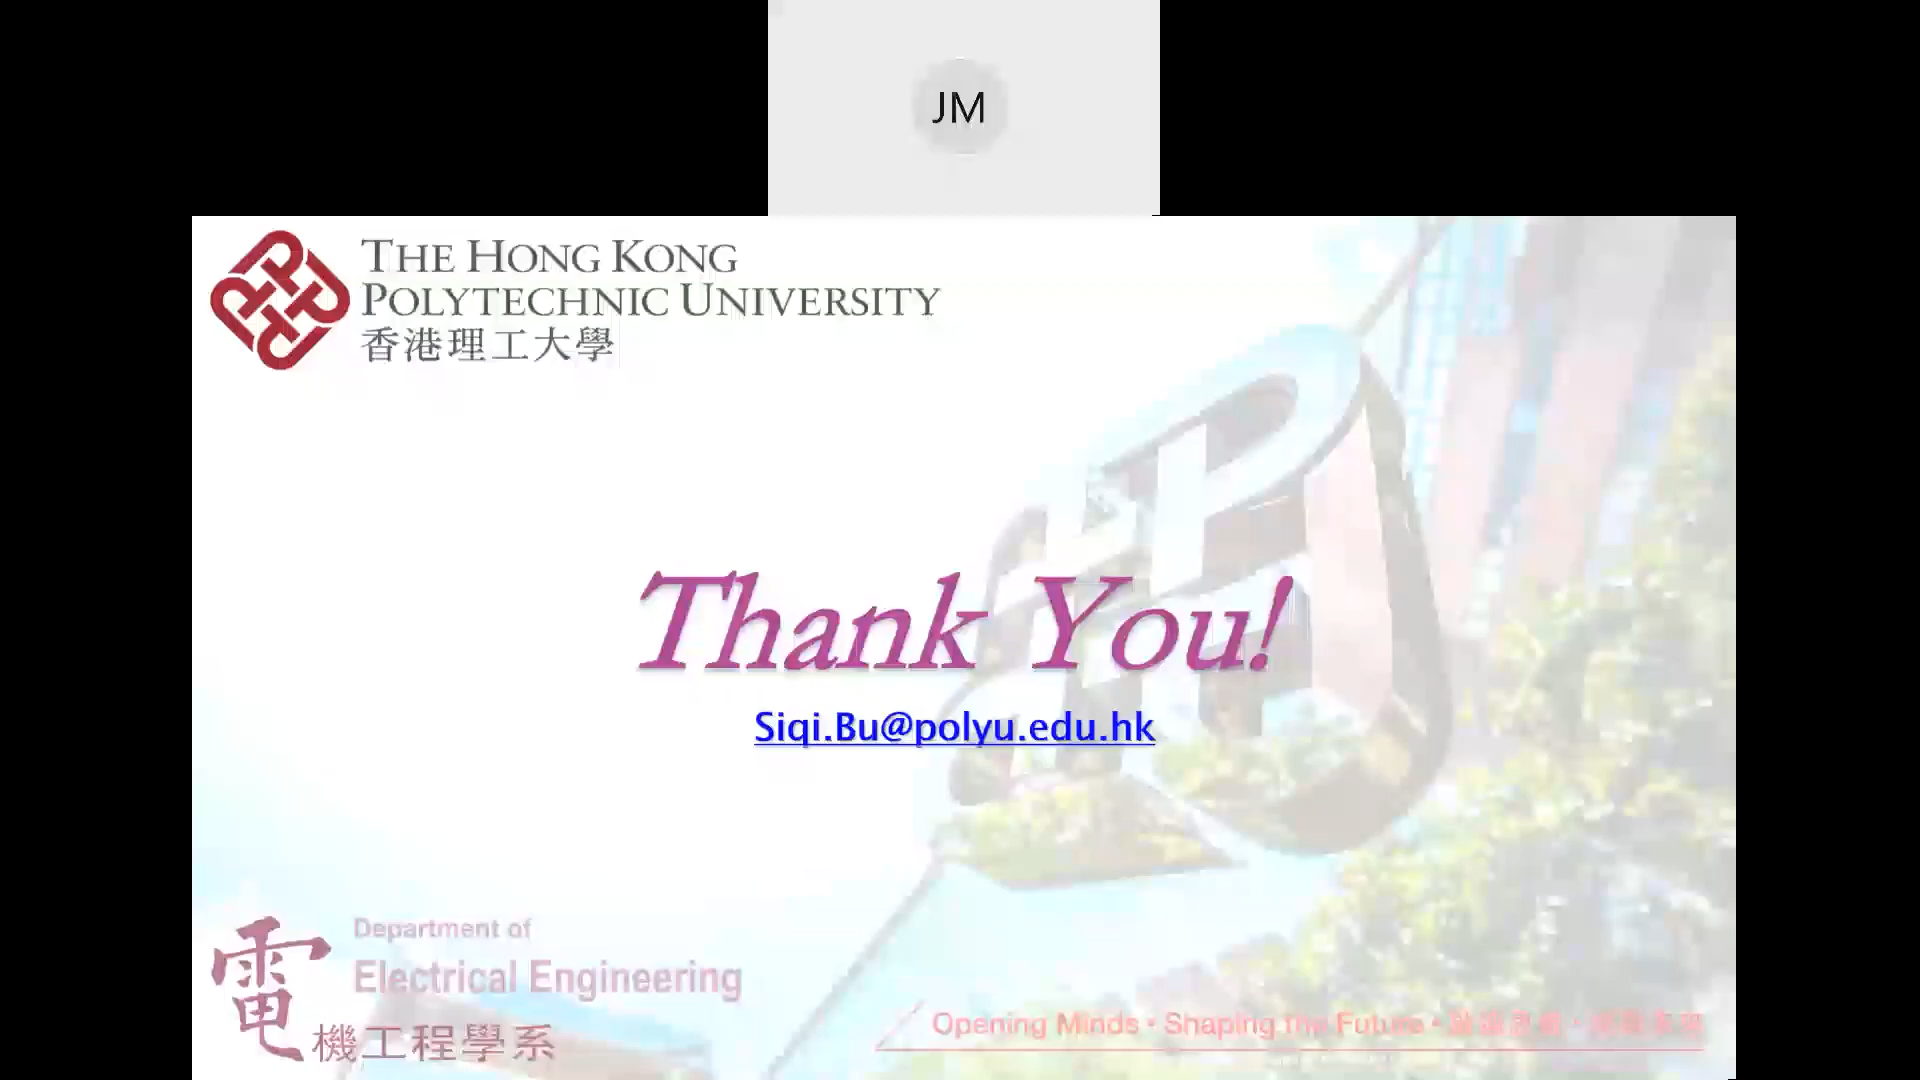 JM
THE HONG KONG
POLYTECHNIC UNIVERSITY
香港理工大學
Thank You!
Siqi.Bu@polyu.edu.hk
Department of
Electrical Engineering
電
機工程學系
Opening Minds • Shaping the Future •